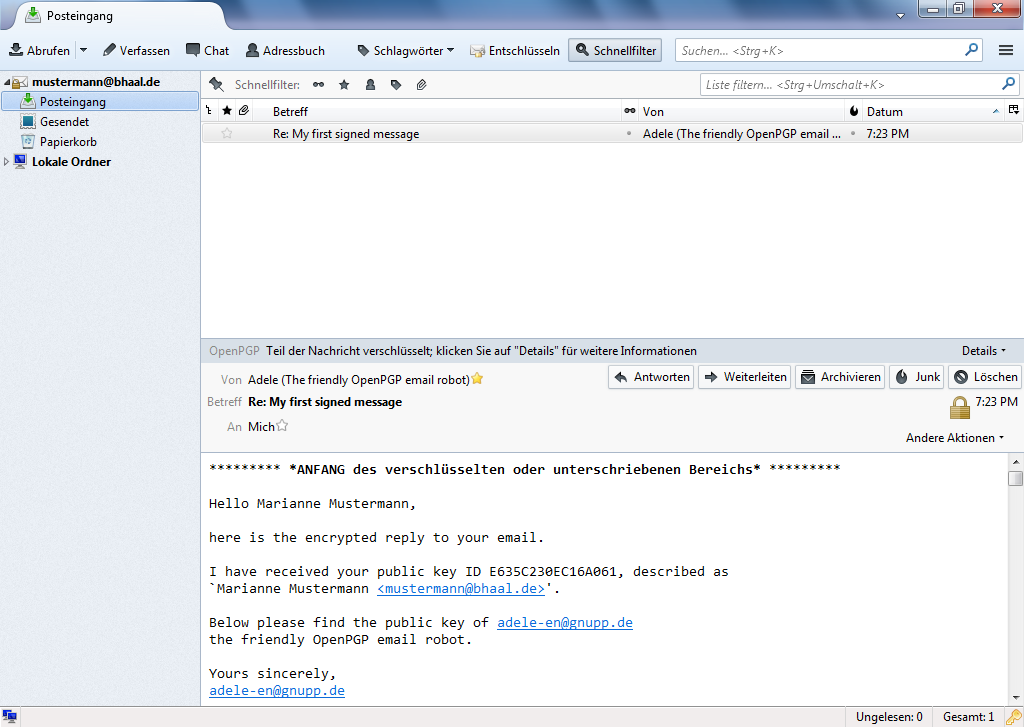 Posteingang
Abrufen Verfassen Chat Adressbuch Schlagwörter Entschlüsseln Schnellfilter Suchen... <Strg+K>
mustermann@bhaal.de
Posteingang
Gesendet
Papierkorb
Lokale Ordner
Schnellfilter: Liste filtern... <Strg+Umschalt+K>
Betreff Von Datum
Re: My first signed message Adele (The friendly OpenPGP email ... 7:23 PM
OpenPGP Teil der Nachricht verschlüsselt; klicken Sie auf "Details" für weitere Informationen Details
Von Adele (The friendly OpenPGP email robot) Antworten Weiterleiten Archivieren Junk Löschen
Betreff Re: My first signed message 7:23 PM
An Mich
Andere Aktionen
********* *ANFANG des verschlüsselten oder unterschriebenen Bereichs* *********
Hello Marianne Mustermann,
here is the encrypted reply to your email.
I have received your public key ID E635C230EC16A061, described as
`Marianne Mustermann <mustermann@bhaal.de>'.
Below please find the public key of adele-en@gnupp.de
the friendly OpenPGP email robot.
Yours sincerely,
adele-en@gnupp.de
Ungelesen: 0 Gesamt: 1